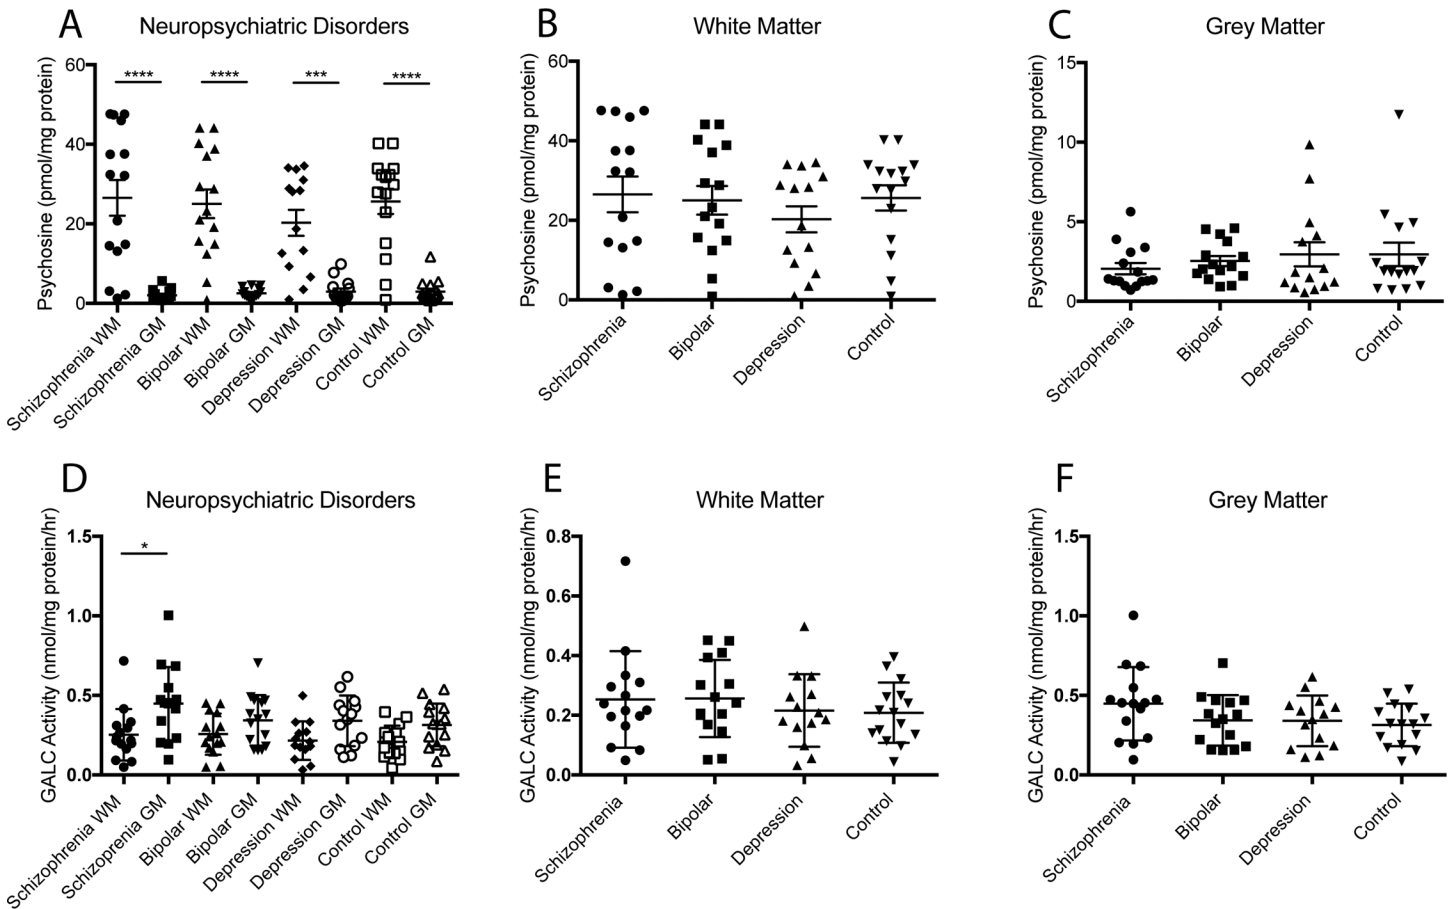 A
Neuropsychiatric Disorders
Psychosine (pmol/mg protein)
60
40
20
0
****
****
***
****
Schizophrenia WM
Schizophrenia GM
Bipolar WM
Bipolar GM
Depression WM
Depression GM
Control WM
Control GM
B
White Matter
Psychosine (pmol/mg protein)
60
40
20
0
Schizophrenia
Bipolar
Depression
Control
C
Grey Matter
Psychosine (pmol/mg protein)
15
10
5
0
Schizophrenia
Bipolar
Depression
Control
D
Neuropsychiatric Disorders
GALC Activity (nmol/mg protein/hr)
1.5
1.0
0.5
0.0
*
Schizophrenia WM
Schizoprenia GM
Bipolar WM
Bipolar GM
Depression WM
Depression GM
Control WM
Control GM
E
White Matter
GALC Activity (nmol/mg protein/hr)
0.8
0.6
0.4
0.2
0.0
Schizophrenia
Bipolar
Depression
Control
F
Grey Matter
GALC Activity (nmol/mg protein/hr)
1.5
1.0
0.5
0.0
Schizophrenia
Bipolar
Depression
Control